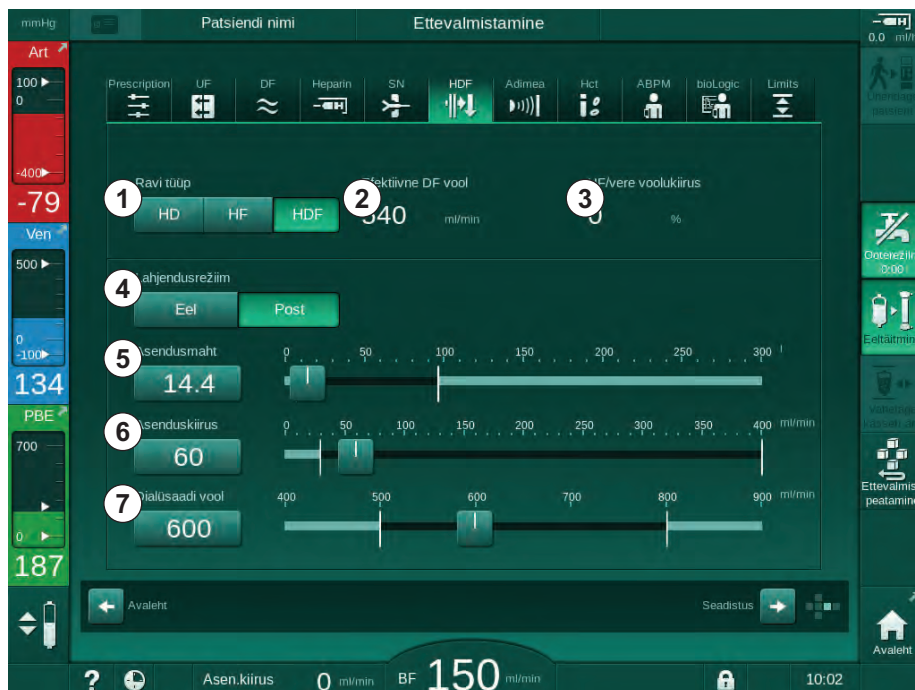 mmHg Patsiendi nimi Ettevalmistamine 0.0
Art
100
0
-400
-79
Ven
500
0
-100
134
PBE
700
0
187
Prescription UF DF Heparin SN HDF Adimea Hct ABPM bioLogic Limits
1 Ravi tüüp
HD HF HDF
2 DF vool
540 ml/min
3 voolukiirus
0 %
4
Eel Post
5 Asendusmaht
14.4
0 50 100 150 200 250 300 l
6 Asenduskiirus
60
0 50 100 150 200 250 300 350 400 ml/min
7 Dialüsaadi vool
600
400 500 600 700 800 900 ml/min
Avaleht Seadistus
0:00
Eeltäitmine
peatamine
Avaleht
? Asen.kiirus 0 ml/min BF 150 ml/min 10:02